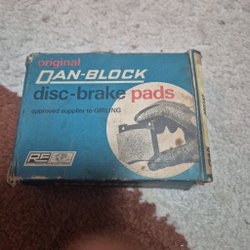 original
DAN-BLOCK
disc-brake pads
approved supplier to GIRLING